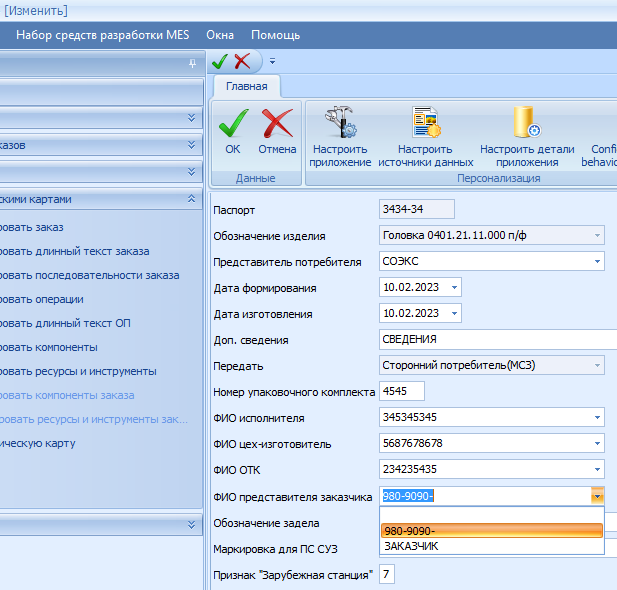 [Изменить]
Набор средств разработки MES Окна Помощь
Главная
ОК
Отмена
Данные
Настроить
приложение
Настроить
источники данных
Настроить детали
приложения
Confi
behavio
Персонализация
казов
скими картами
ровать заказ
ровать длинный текст заказа
ровать последовательности заказа
ровать операции
ровать длинный текст ОП
ровать компоненты
ровать ресурсы и инструменты
ровать компоненты заказа
ровать ресурсы и инструменты зак...
ическую карту
Паспорт 3434-34
Обозначение изделия Головка 0401.21.11.000 п/ф
Представитель потребителя СОЭКС
Дата формирования 10.02.2023
Дата изготовления 10.02.2023
Доп. сведения СВЕДЕНИЯ
Передать Сторонний потребитель(МСЗ)
Номер упаковочного комплекта 4545
ФИО исполнителя 345345345
ФИО цех-изготовитель 5687678678
ФИО ОТК 234235435
ФИО представителя заказчика 980-9090-
Обозначение задела
980-9090-
ЗАКАЗЧИК
Маркировка для ПС СУЗ
Признак "Зарубежная станция" 7